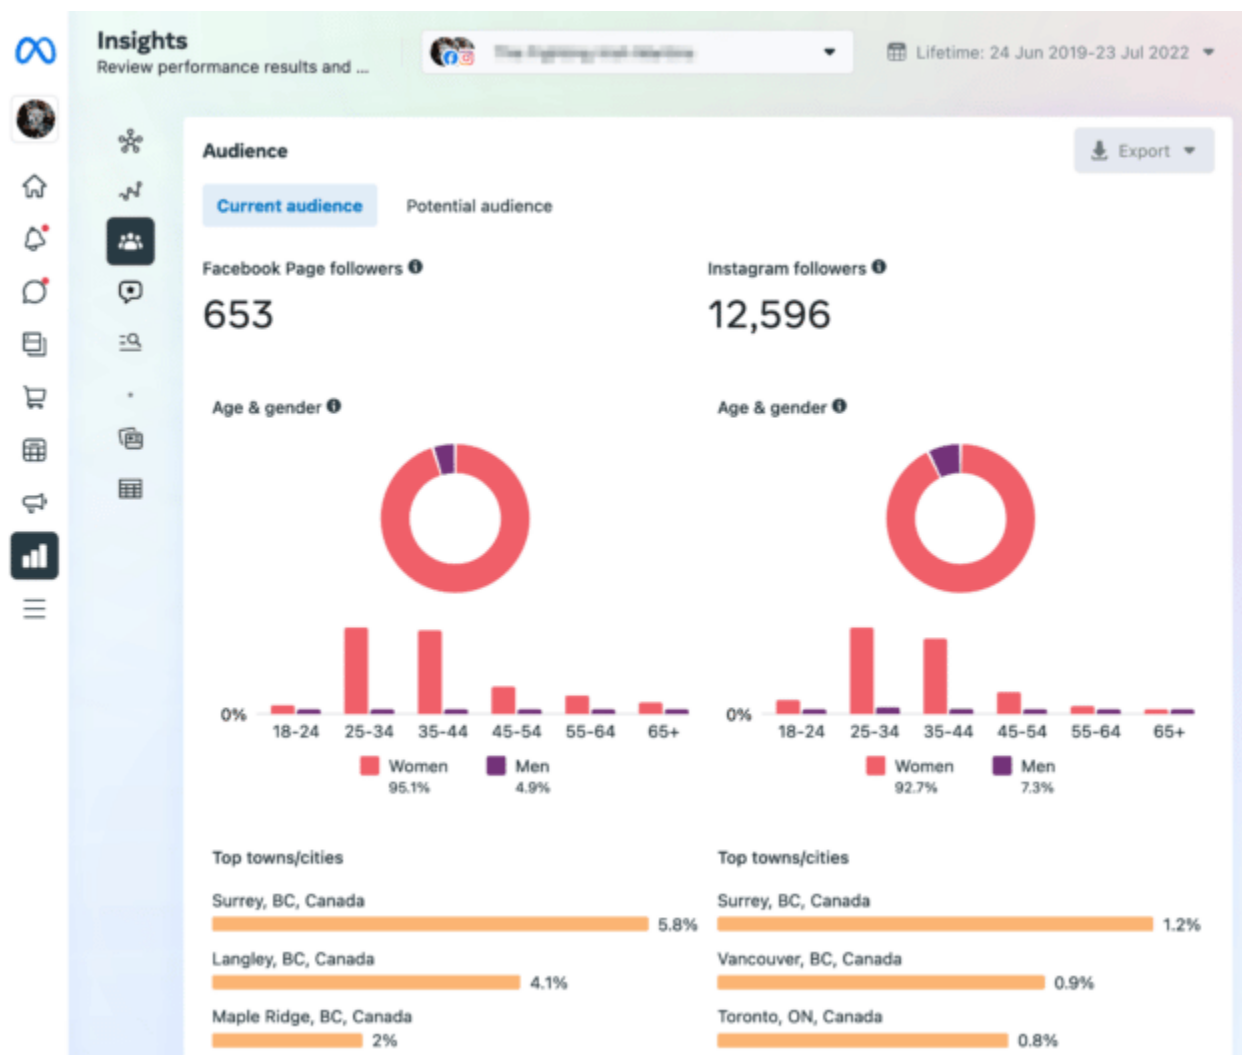 Insights
Review performance results and ...
Lifetime: 24 Jun 2019-23 Jul 2022
Audience
Export
Current audience
Potential audience
Facebook Page followers
653
Instagram followers
12,596
Age & gender
0%
18-24 25-34 35-44 45-54 55-64 65+
Women
95.1%
Men
4.9%
Age & gender
0%
18-24 25-34 35-44 45-54 55-64 65+
Women
92.7%
Men
7.3%
Top towns/cities
Surrey, BC, Canada
5.8%
Langley, BC, Canada
4.1%
Maple Ridge, BC, Canada
2%
Top towns/cities
Surrey, BC, Canada
1.2%
Vancouver, BC, Canada
0.9%
Toronto, ON, Canada
0.8%